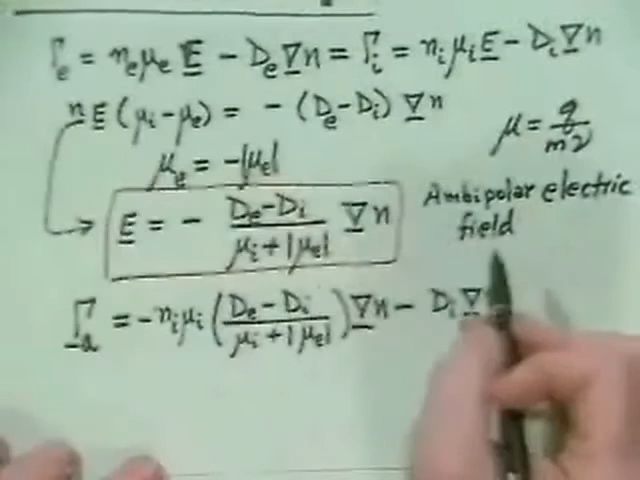 Γe = neμe E − De∇n = Γi = niμi E − Di∇n
n E (μi − μe) = − (De − Di) ∇n
μ = q/mν
μe = −|μe|
E = − (De − Di)/(μi + |μe|) ∇n
Ambipolar electric
field
Γa = −niμi ((De − Di)/(μi + |μe|)) ∇n − Di ∇